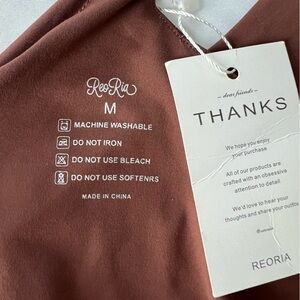 ReoRia
M
MACHINE WASHABLE
DO NOT IRON
DO NOT USE BLEACH
DO NOT USE SOFTENRS
MADE IN CHINA
– dear friends –
THANKS
We hope you enjoy
your purchase
All of our products are
crafted with an obsessive
attention to detail.
We'd love to hear your
thoughts and share your outfits
REORIA